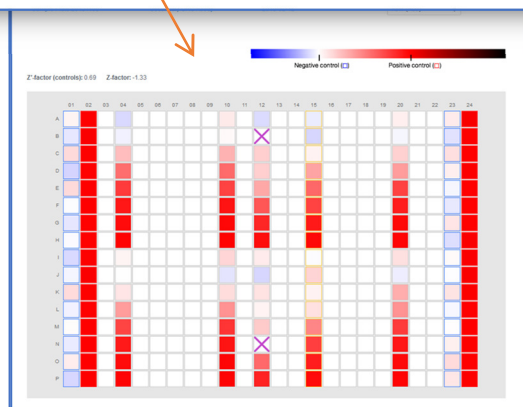 Negative control Positive control
Z'-factor (controls): 0.69 Z-factor: -1.33
01 02 03 04 05 06 07 08 09 10 11 12 13 14 15 16 17 18 19 20 21 22 23 24
A
B
C
D
E
F
G
H
I
J
K
L
M
N
O
P